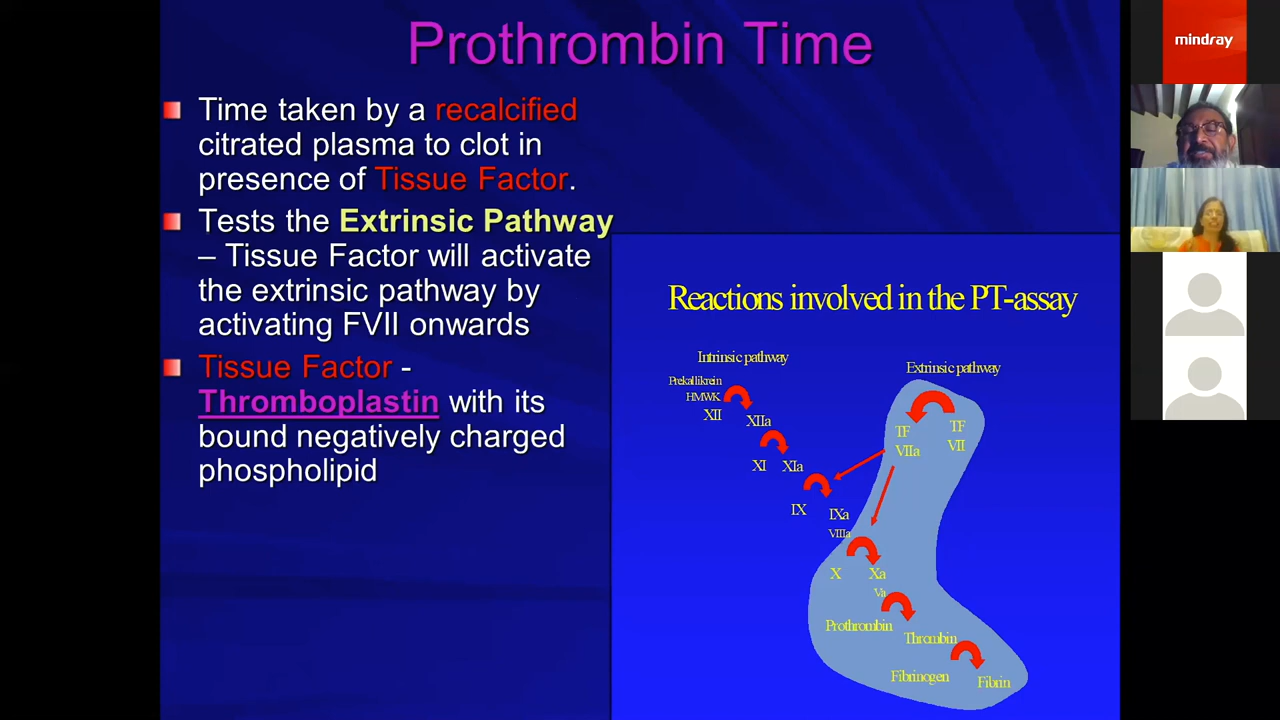 Prothrombin Time
Time taken by a recalcified
citrated plasma to clot in
presence of Tissue Factor.
Tests the Extrinsic Pathway
– Tissue Factor will activate
the extrinsic pathway by
activating FVII onwards
Tissue Factor -
Thromboplastin with its
bound negatively charged
phospholipid
Reactions involved in the PT-assay
Intrinsic pathway
Extrinsic pathway
Prekallikrein
HMWK
XII
XIIa
TF
VIIa
TF
VII
XI
XIa
IX
IXa
VIIIa
X
Xa
Va
Prothrombin
Thrombin
Fibrinogen
Fibrin
mindray